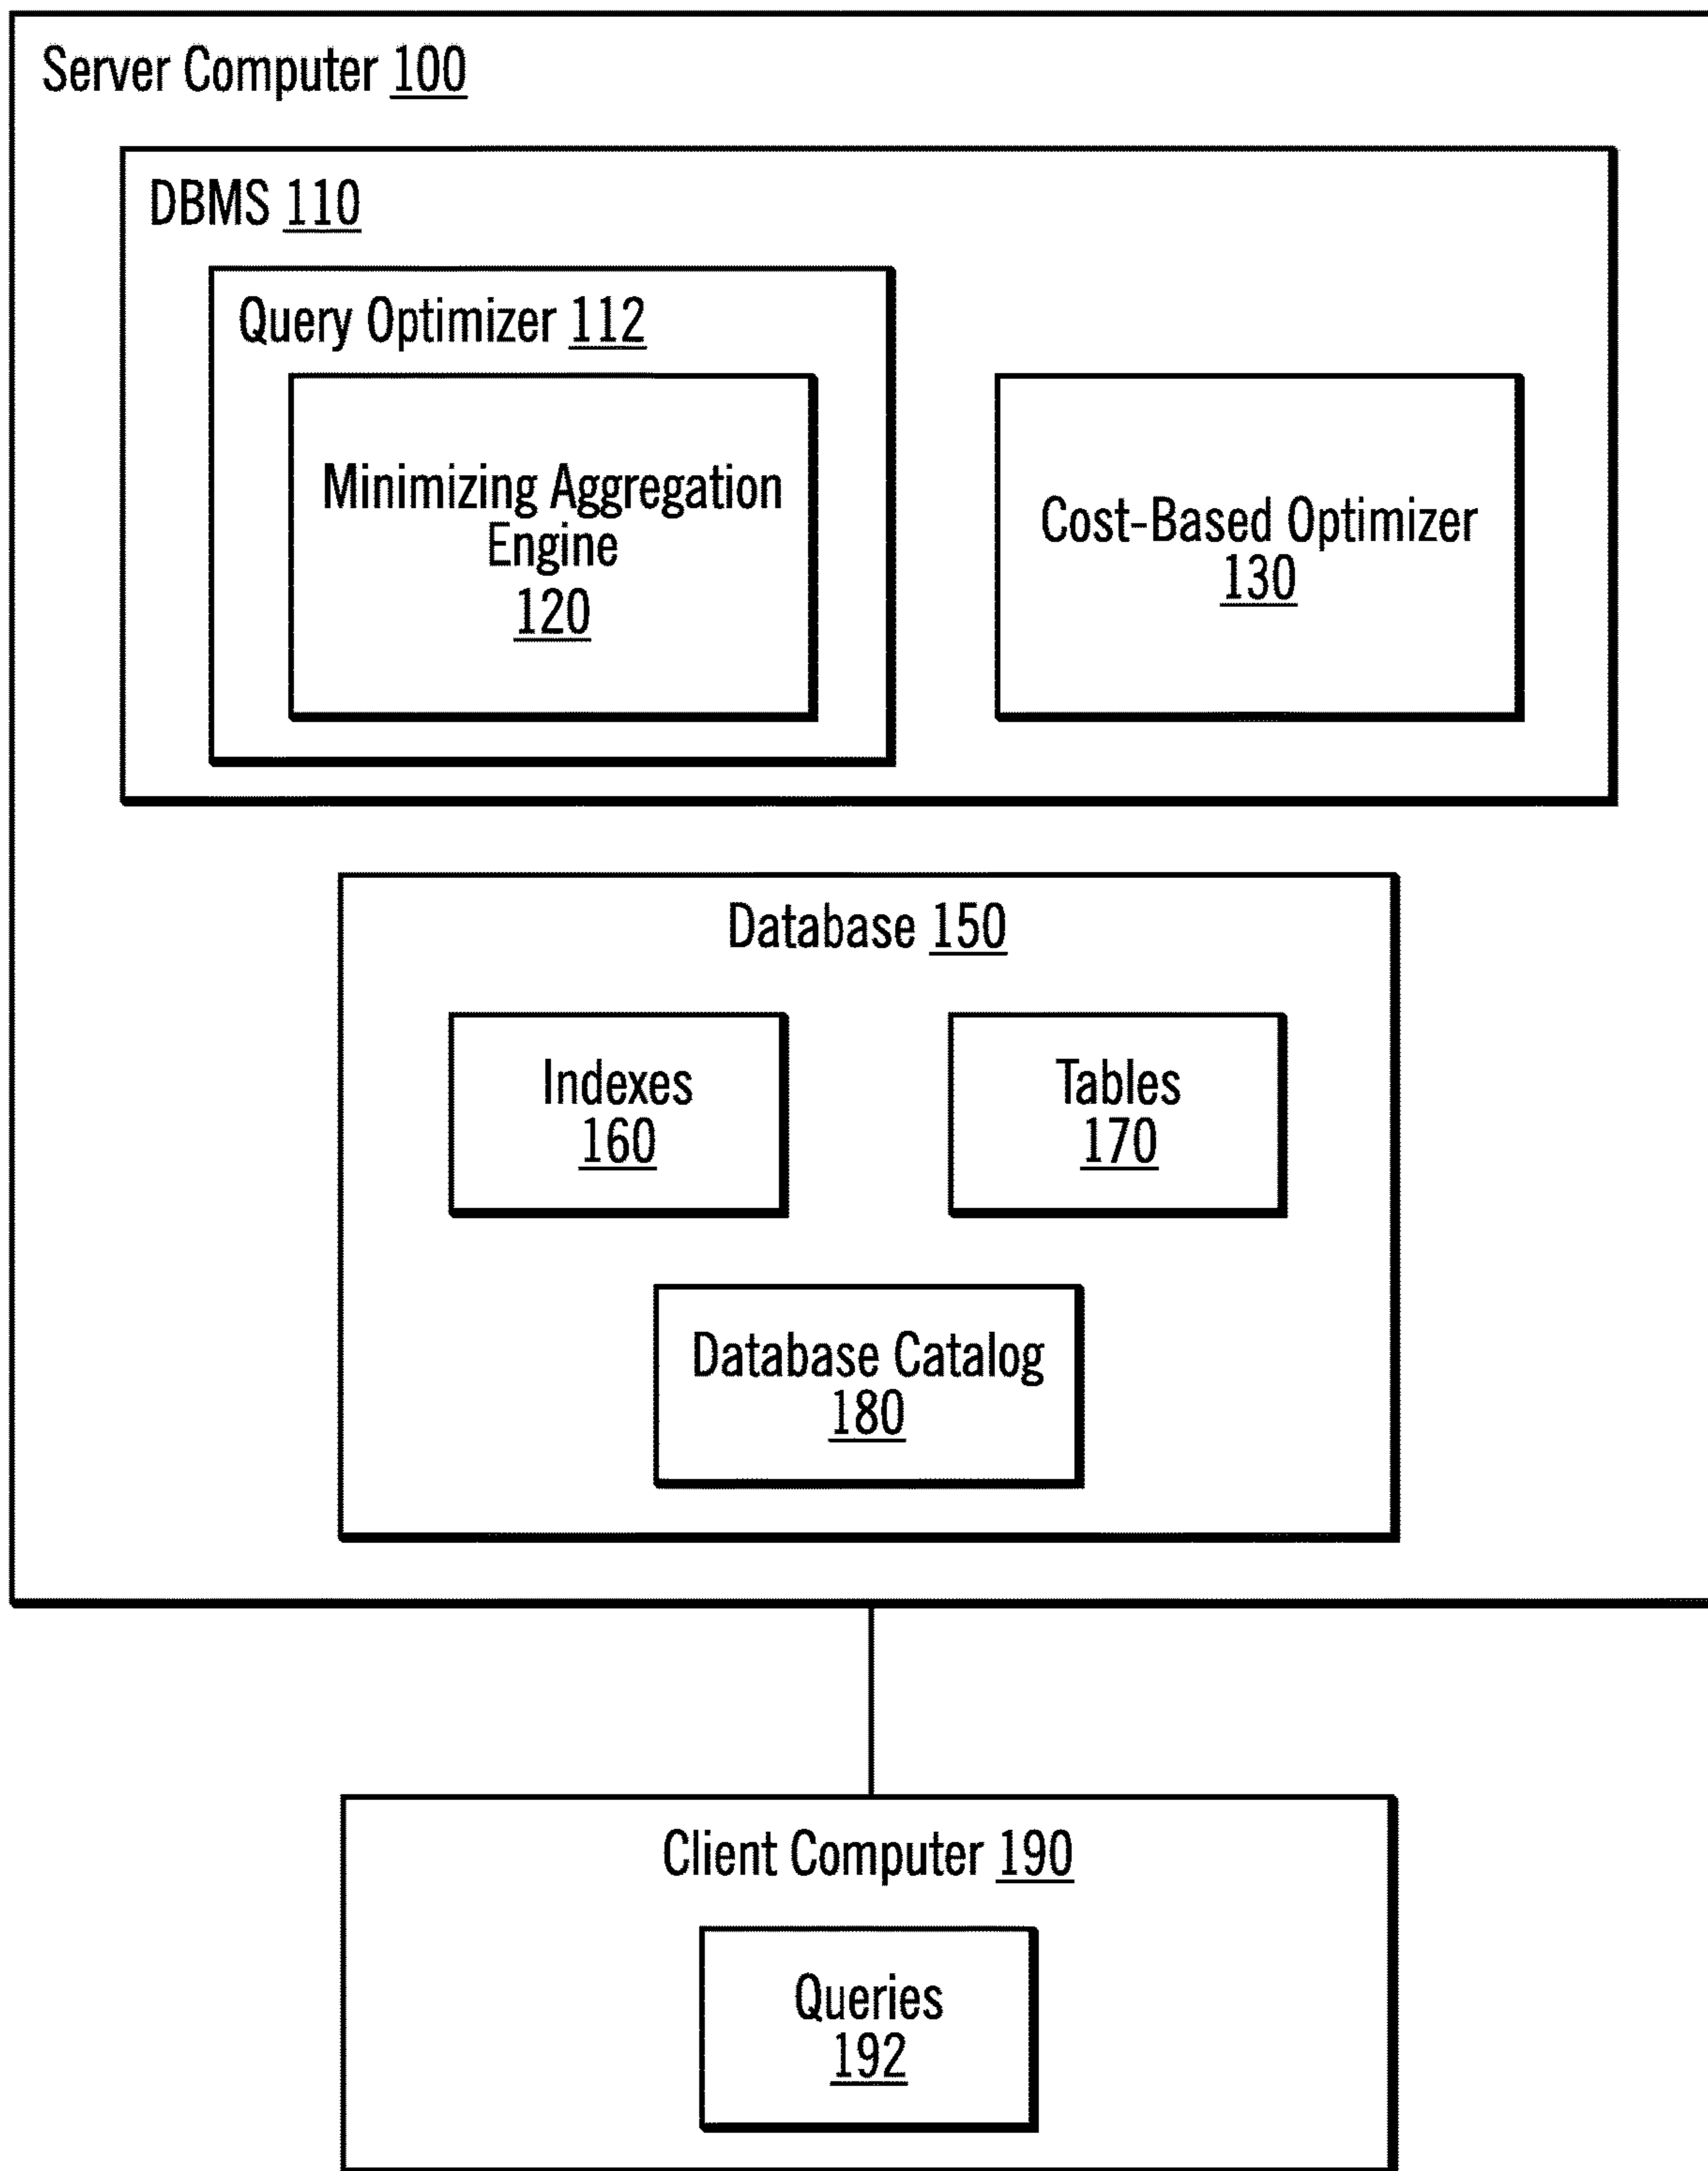 Server Computer 100
DBMS 110
Query Optimizer 112
Minimizing Aggregation
Engine
120
Cost-Based Optimizer
130
Database 150
Indexes
160
Tables
170
Database Catalog
180
Client Computer 190
Queries
192